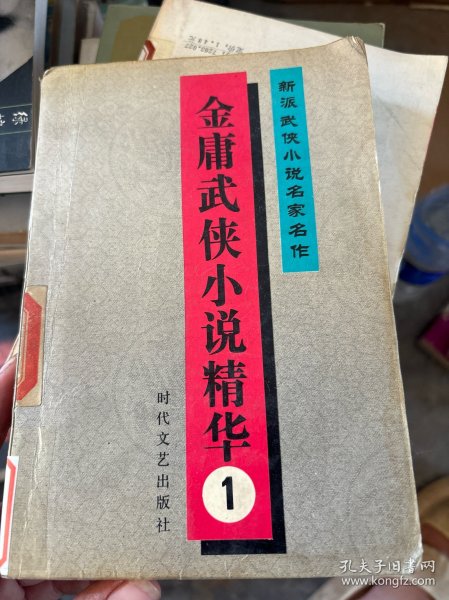 新派武侠小说名家名作
金庸武侠小说精华
1
时代文艺出版社
孔夫子旧书网
www.kongfz.com